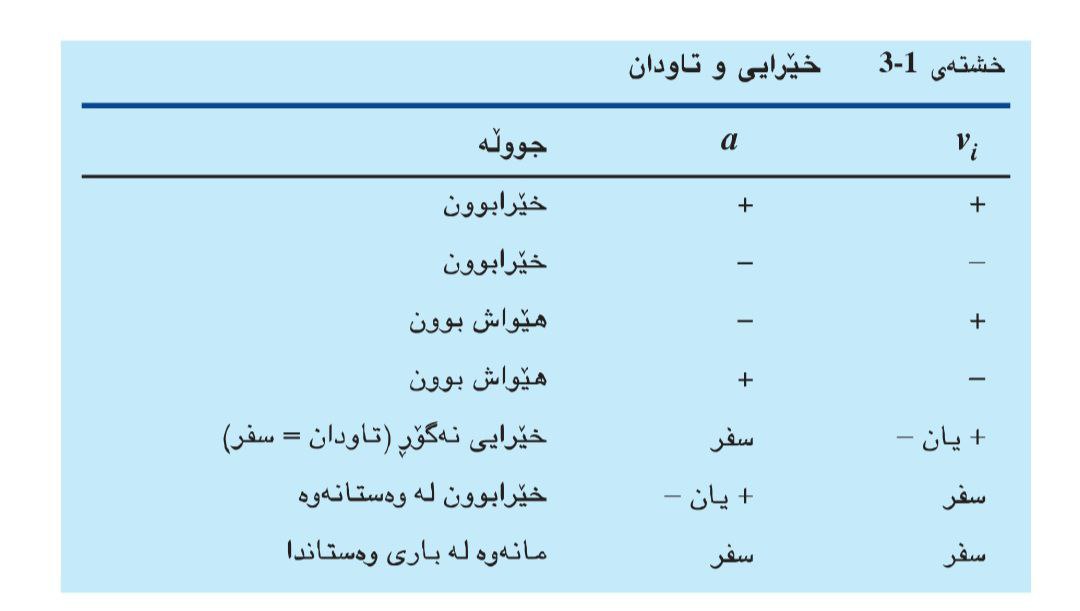 خشتەی 3-1 خێرایی و تاودان
vᵢ a جووڵە
+ + خێرابوون
– – خێرابوون
+ – هێواش بوون
– + هێواش بوون
+ یان – سفر خێرایی نەگۆڕ (تاودان = سفر)
سفر + یان – خێرابوون لە وەستانەوە
سفر سفر مانەوە لە باری وەستاندا